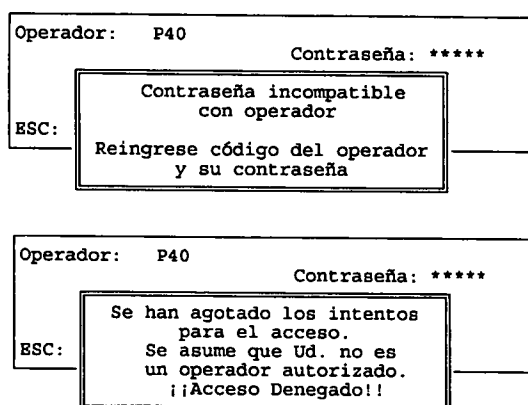 Operador: P40
Contraseña: *****
Contraseña incompatible
con operador
ESC:
Reingrese código del operador
y su contraseña
Operador: P40
Contraseña: *****
Se han agotado los intentos
para el acceso.
ESC:
Se asume que Ud. no es
un operador autorizado.
¡¡Acceso Denegado!!